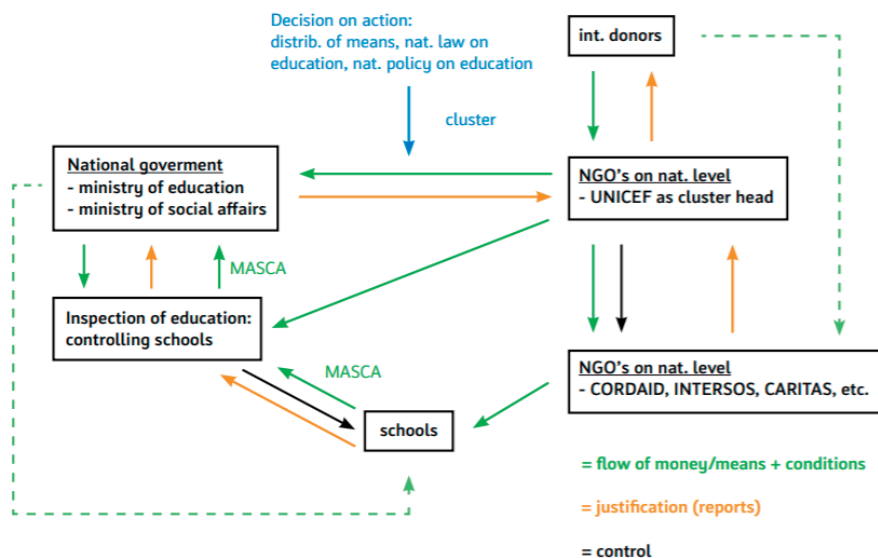 Decision on action:
distrib. of means, nat. law on
education, nat. policy on education
int. donors
cluster
National goverment
- ministry of education
- ministry of social affairs
NGO's on nat. level
- UNICEF as cluster head
MASCA
Inspection of education:
controlling schools
MASCA
NGO's on nat. level
- CORDAID, INTERSOS, CARITAS, etc.
schools
= flow of money/means + conditions
= justification (reports)
= control